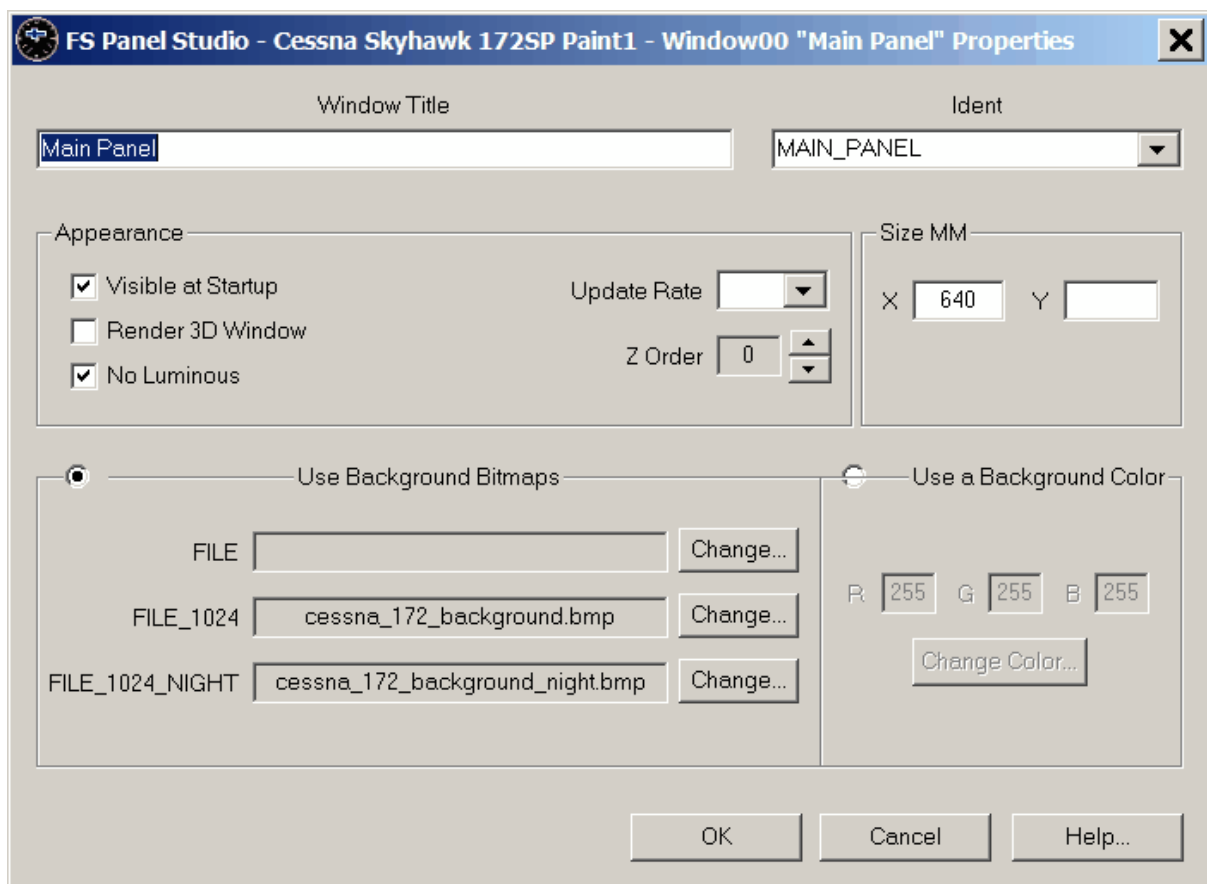 FS Panel Studio - Cessna Skyhawk 172SP Paint1 - Window00 "Main Panel" Properties
Window Title Ident
Main Panel MAIN_PANEL
Appearance Size MM
Visible at Startup Update Rate X 640 Y
Render 3D Window
Z Order 0
No Luminous
Use Background Bitmaps Use a Background Color
FILE Change...
R 255 G 255 B 255
FILE_1024 cessna_172_background.bmp Change...
Change Color...
FILE_1024_NIGHT cessna_172_background_night.bmp Change...
OK Cancel Help...